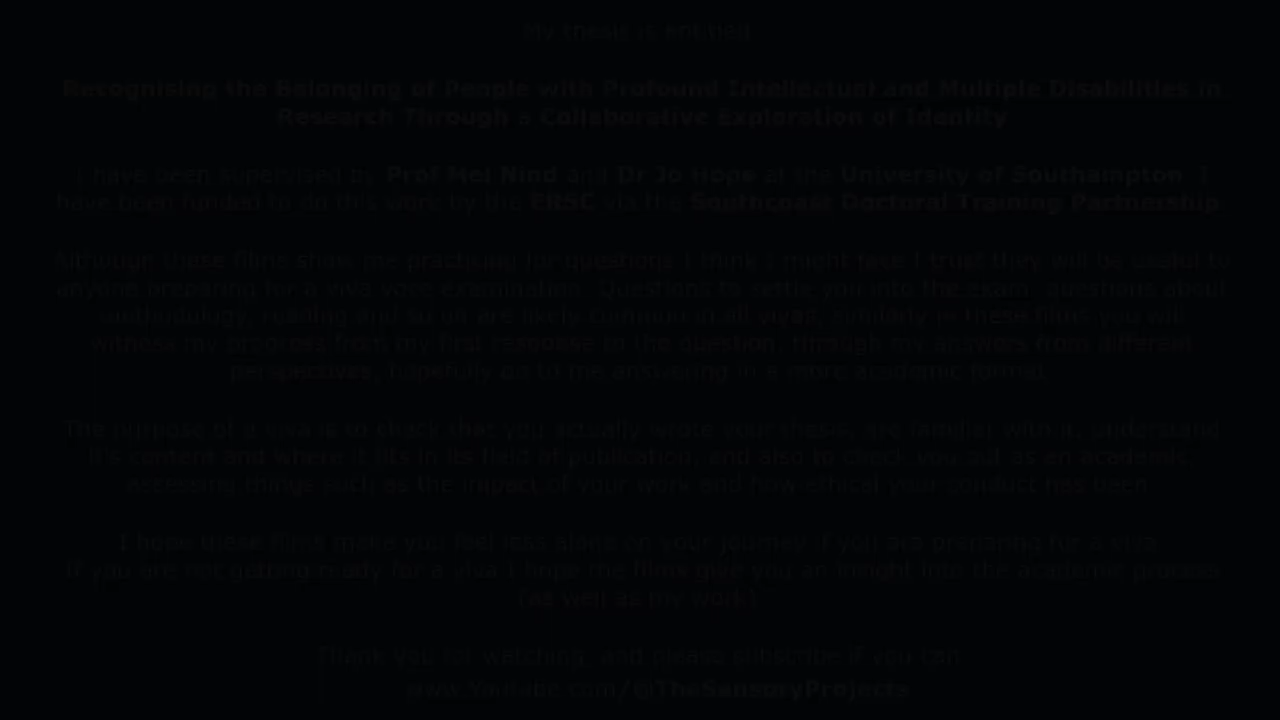 My thesis is entitled
Recognising the Belonging of People with Profound Intellectual and Multiple Disabilities in
Research Through a Collaborative Exploration of Identity
I have been supervised by Prof Mel Nind and Dr Jo Hope at the University of Southampton. I
have been funded to do this work by the ERSC via the Southcoast Doctoral Training Partnership.
Although these films show me practising for questions I think I might face I trust they will be useful to
anyone preparing for a viva voce examination. Questions to settle you into the exam, questions about
methodology, reading and so on are likely common in all vivas, similarly in these films you will
witness my progress from my first response to the question, through my answers from different
perspectives, hopefully on to me answering in a more academic format.
The purpose of a viva is to check that you actually wrote your thesis, are familiar with it, understand
it's content and where it fits in its field of publication, and also to check you out as an academic
accessing things such as the impact of your work and how ethical your conduct has been.
I hope these films make you feel less alone on your journey if you are preparing for a viva.
If you are not getting ready for a viva I hope the films give you an insight into the academic process
(as well as my work)
Thank you for watching, and please subscribe if you can
www.Youtube.com/@TheSensoryProjects